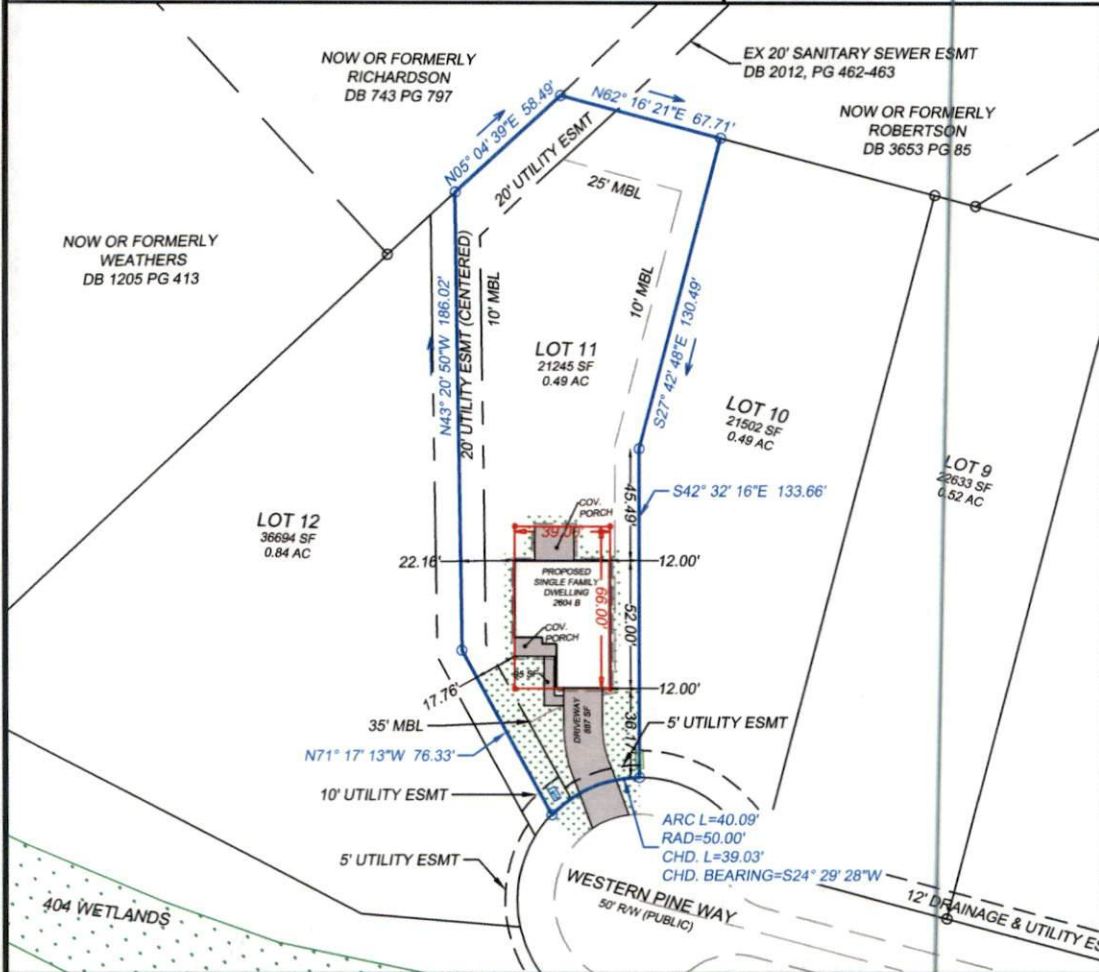 NOW OR FORMERLY
RICHARDSON
DB 743 PG 797
EX 20' SANITARY SEWER ESMT
DB 2012, PG 462-463
N05° 04' 39"E 58.49'
N62° 16' 21"E 67.71'
NOW OR FORMERLY
ROBERTSON
DB 3653 PG 85
20' UTILITY ESMT
25' MBL
NOW OR FORMERLY
WEATHERS
DB 1205 PG 413
N43° 20' 50"W 186.02'
20' UTILITY ESMT (CENTERED)
10' MBL
10' MBL
S27° 42' 48"E 130.49'
LOT 11
21245 SF
0.49 AC
LOT 10
21502 SF
0.49 AC
LOT 9
22633 SF
0.52 AC
S42° 32' 16"E 133.66'
45.49'
COV.
PORCH
LOT 12
36694 SF
0.84 AC
22.16'
12.00'
PROPOSED
SINGLE FAMILY
DWELLING
2604 B
66.00'
52.00'
COV.
PORCH
12.00'
17.76'
DRIVEWAY
887 SF
35' MBL
5' UTILITY ESMT
N71° 17' 13"W 76.33'
10' UTILITY ESMT
ARC L=40.09'
RAD=50.00'
CHD. L=39.03'
CHD. BEARING=S24° 29' 28"W
5' UTILITY ESMT
WESTERN PINE WAY
50' R/W (PUBLIC)
12' DRAINAGE & UTILITY ES
404 WETLANDS